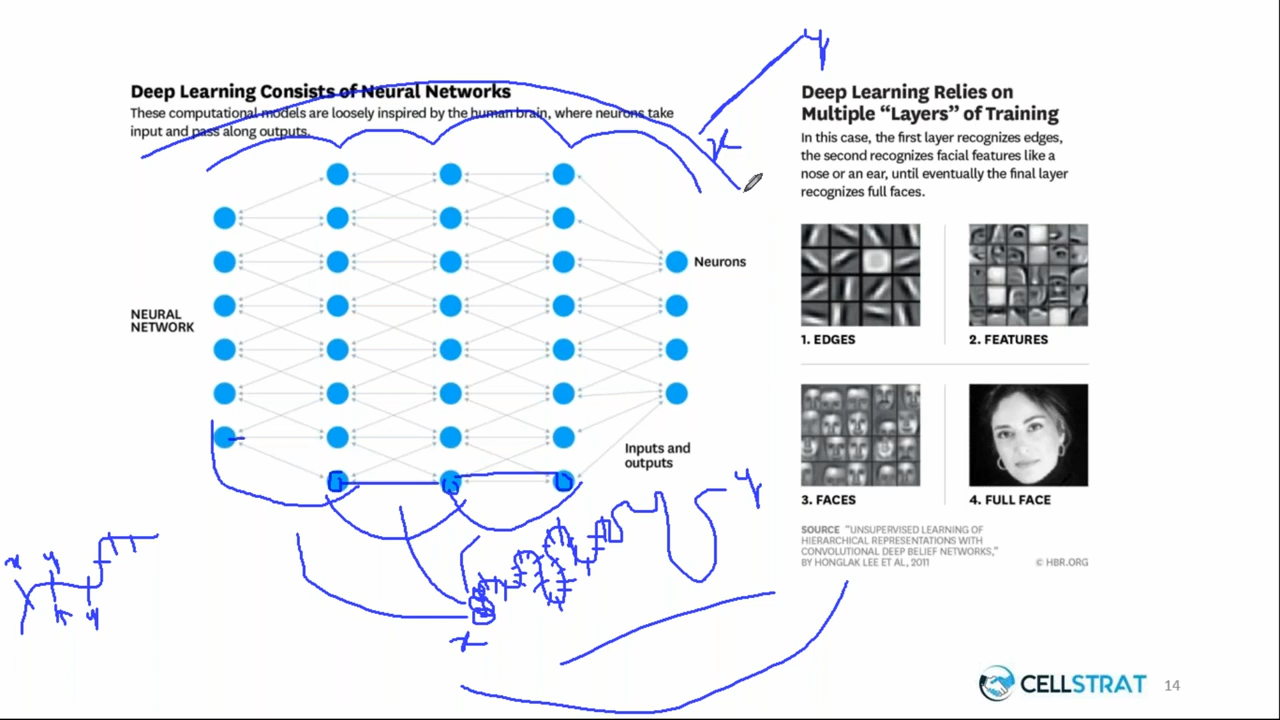 Deep Learning Consists of Neural Networks
These computational models are loosely inspired by the human brain, where neurons take
input and pass along outputs.
y
x
NEURAL
NETWORK
Neurons
Inputs and
outputs
y
x
y
y
x
Deep Learning Relies on
Multiple “Layers” of Training
In this case, the first layer recognizes edges,
the second recognizes facial features like a
nose or an ear, until eventually the final layer
recognizes full faces.
1. EDGES
2. FEATURES
3. FACES
4. FULL FACE
SOURCE "UNSUPERVISED LEARNING OF
HIERARCHICAL REPRESENTATIONS WITH
CONVOLUTIONAL DEEP BELIEF NETWORKS,"
BY HONGLAK LEE ET AL, 2011
© HBR.ORG
CELLSTRAT
14